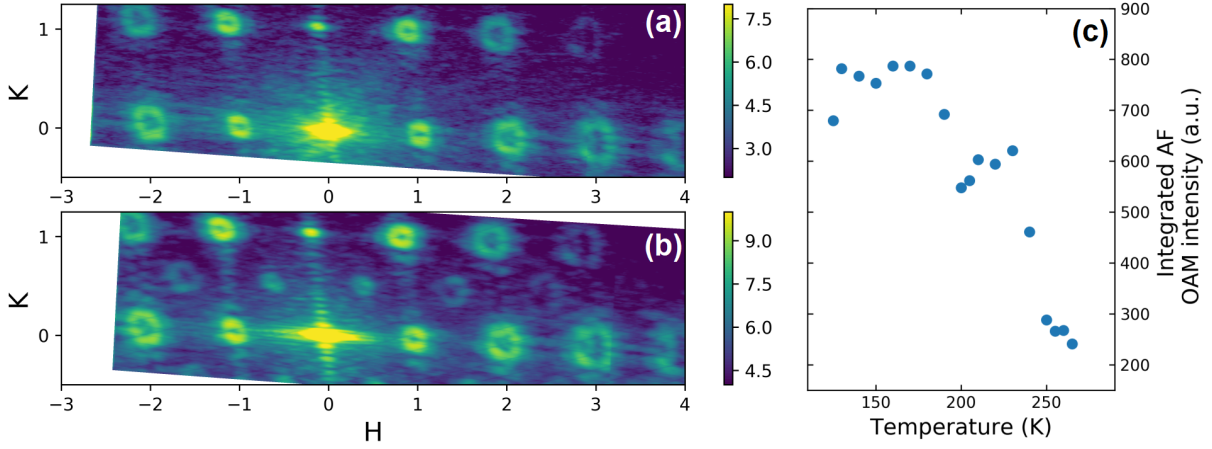 (a)
K
1
0
−3 −2 −1 0 1 2 3 4
7.5
6.0
4.5
3.0
(b)
K
1
0
−3 −2 −1 0 1 2 3 4
H
9.0
7.5
6.0
4.5
(c)
900
800
700
600
500
400
300
200
150 200 250
Temperature (K)
Integrated AF
OAM intensity (a.u.)